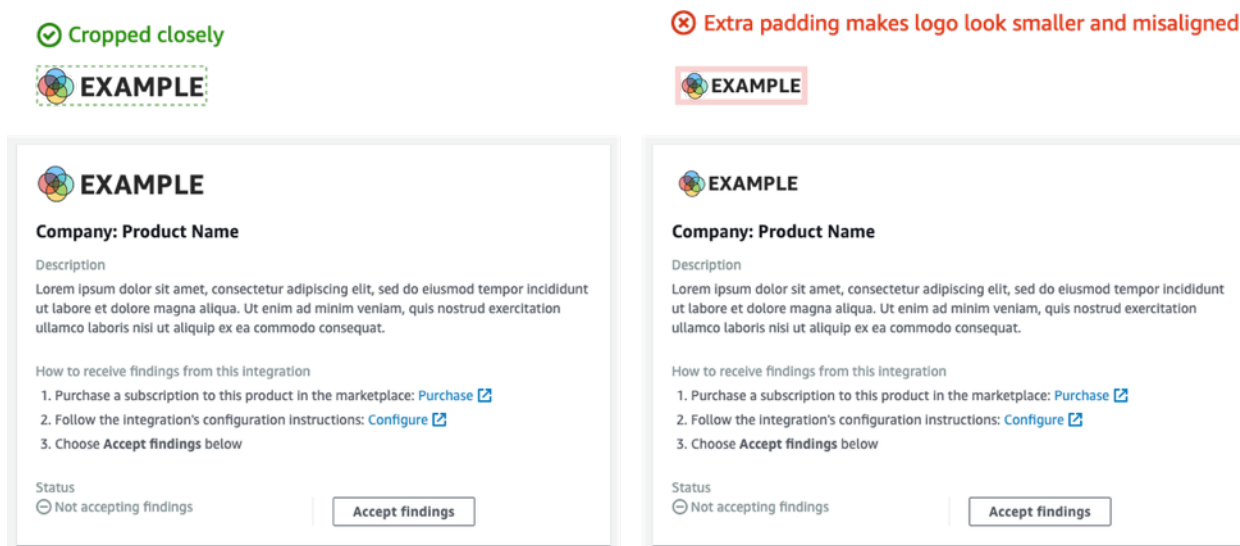 Cropped closely
EXAMPLE
EXAMPLE
Company: Product Name
Description
Lorem ipsum dolor sit amet, consectetur adipiscing elit, sed do eiusmod tempor incididunt
ut labore et dolore magna aliqua. Ut enim ad minim veniam, quis nostrud exercitation
ullamco laboris nisi ut aliquip ex ea commodo consequat.
How to receive findings from this integration
1. Purchase a subscription to this product in the marketplace: Purchase
2. Follow the integration's configuration instructions: Configure
3. Choose Accept findings below
Status
Not accepting findings
Accept findings
Extra padding makes logo look smaller and misaligned
EXAMPLE
EXAMPLE
Company: Product Name
Description
Lorem ipsum dolor sit amet, consectetur adipiscing elit, sed do eiusmod tempor incididunt
ut labore et dolore magna aliqua. Ut enim ad minim veniam, quis nostrud exercitation
ullamco laboris nisi ut aliquip ex ea commodo consequat.
How to receive findings from this integration
1. Purchase a subscription to this product in the marketplace: Purchase
2. Follow the integration's configuration instructions: Configure
3. Choose Accept findings below
Status
Not accepting findings
Accept findings